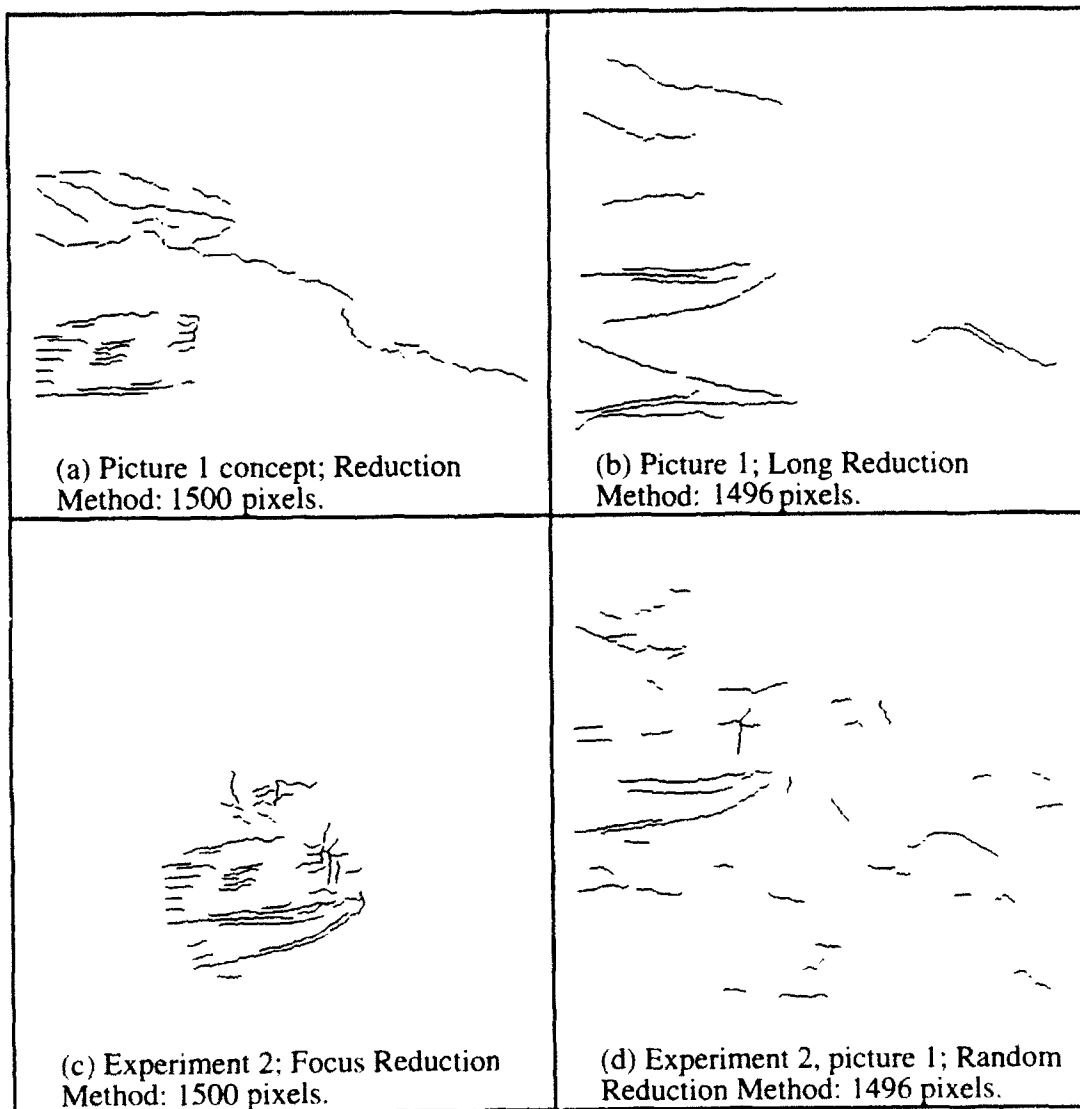 (a) Picture 1 concept; Reduction
Method: 1500 pixels.
(b) Picture 1; Long Reduction
Method: 1496 pixels.
(c) Experiment 2; Focus Reduction
Method: 1500 pixels.
(d) Experiment 2, picture 1; Random
Reduction Method: 1496 pixels.